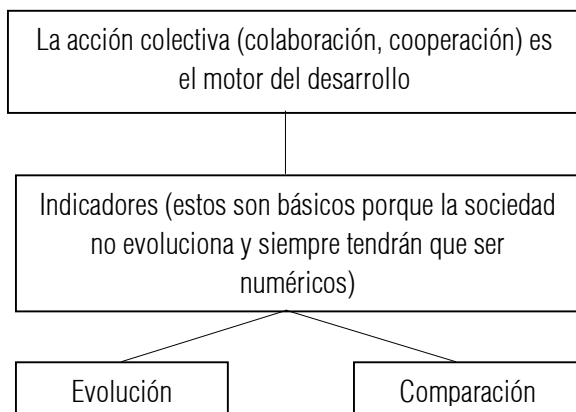 La acción colectiva (colaboración, cooperación) es
el motor del desarrollo
Indicadores (estos son básicos porque la sociedad
no evoluciona y siempre tendrán que ser
numéricos)
Evolución
Comparación